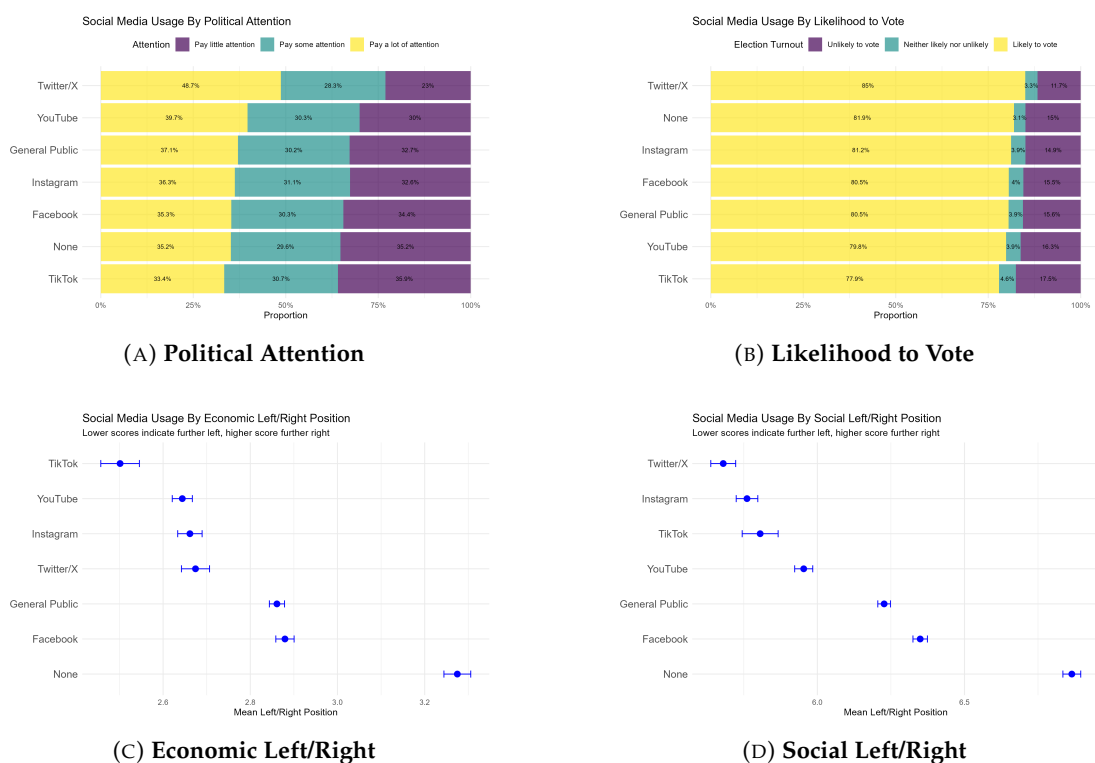 Social Media Usage By Political Attention
Attention Pay little attention Pay some attention Pay a lot of attention
Twitter/X 48.7% 28.3% 23%
YouTube 39.7% 30.3% 30%
General Public 37.1% 30.2% 32.7%
Instagram 36.3% 31.1% 32.6%
Facebook 35.3% 30.3% 34.4%
None 35.2% 29.6% 35.2%
TikTok 33.4% 30.7% 35.9%
0% 25% 50% 75% 100%
Proportion
(A) Political Attention
Social Media Usage By Likelihood to Vote
Election Turnout Unlikely to vote Neither likely nor unlikely Likely to vote
Twitter/X 85% 3.3% 11.7%
None 81.9% 3.1% 15%
Instagram 81.2% 3.9% 14.9%
Facebook 80.5% 4% 15.5%
General Public 80.5% 3.9% 15.6%
YouTube 79.8% 3.9% 16.3%
TikTok 77.9% 4.6% 17.5%
0% 25% 50% 75% 100%
Proportion
(B) Likelihood to Vote
Social Media Usage By Economic Left/Right Position
Lower scores indicate further left, higher score further right
TikTok
YouTube
Instagram
Twitter/X
General Public
Facebook
None
2.6 2.8 3.0 3.2
Mean Left/Right Position
(C) Economic Left/Right
Social Media Usage By Social Left/Right Position
Lower scores indicate further left, higher score further right
Twitter/X
Instagram
TikTok
YouTube
General Public
Facebook
None
6.0 6.5
Mean Left/Right Position
(D) Social Left/Right